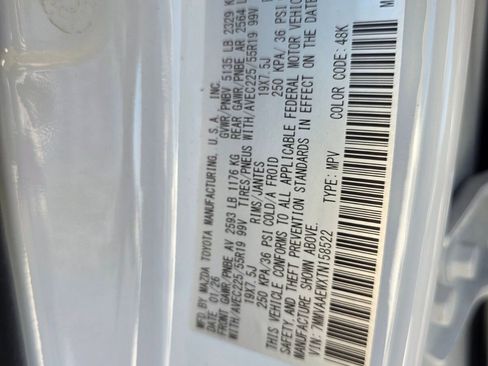 MFD BY MAZDA TOYOTA MANUFACTURING, U.S.A., INC.
DATE 01/26 GVWR/PNBV 5135 LB 2329 K
FRONT GAWR/PNBE AV 2593 LB 1176 KG REAR GAWR/PNBE AR 2564 L
WITH/AVEC225/55R19 99V TIRES/PNEUS WITH/AVEC225/55R19 99V
19X7.5J RIMS/JANTES 19X7.5J
250 KPA/36 PSI COLD/A FROID 250 KPA/ 36 PSI
THIS VEHICLE CONFORMS TO ALL APPLICABLE FEDERAL MOTOR VEHIC
SAFETY, AND THEFT PREVENTION STANDARDS IN EFFECT ON THE DATE
MANUFACTURE SHOWN ABOVE.
VIN: TYPE: MPV COLOR CODE: 48K